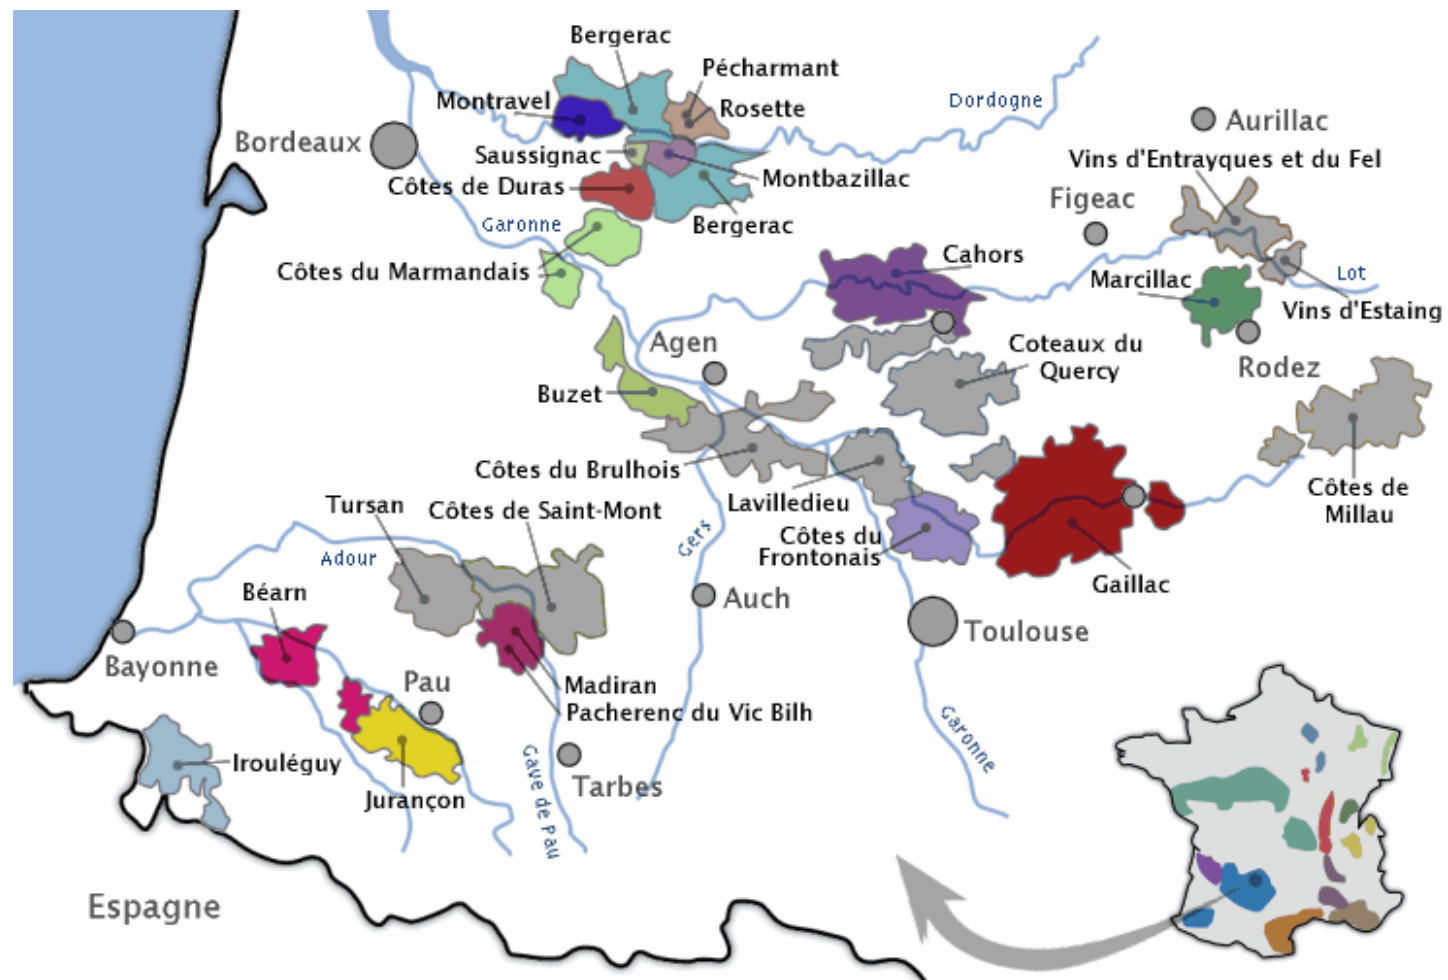 Bergerac
Pécharmant
Montravel
Rosette
Dordogne
Bordeaux
Aurillac
Saussignac
Vins d'Entrayques et du Fel
Côtes de Duras
Montbazillac
Figeac
Garonne
Bergerac
Cahors
Côtes du Marmandais
Marcillac
Lot
Vins d'Estaing
Agen
Coteaux du
Quercy
Rodez
Buzet
Côtes du Brulhois
Lavilledieu
Côtes de
Millau
Tursan
Côtes de Saint-Mont
Gers
Côtes du
Frontonais
Adour
Gaillac
Béarn
Auch
Toulouse
Bayonne
Pau
Madiran
Pacherenc du Vic Bilh
Garonne
Irouléguy
Gave de Pau
Tarbes
Jurançon
Espagne